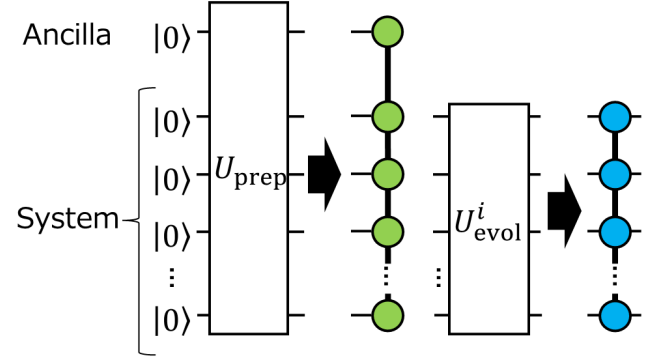 Ancilla |0⟩
|0⟩
|0⟩
U_prep
System |0⟩
U^i_evol
⋮
|0⟩